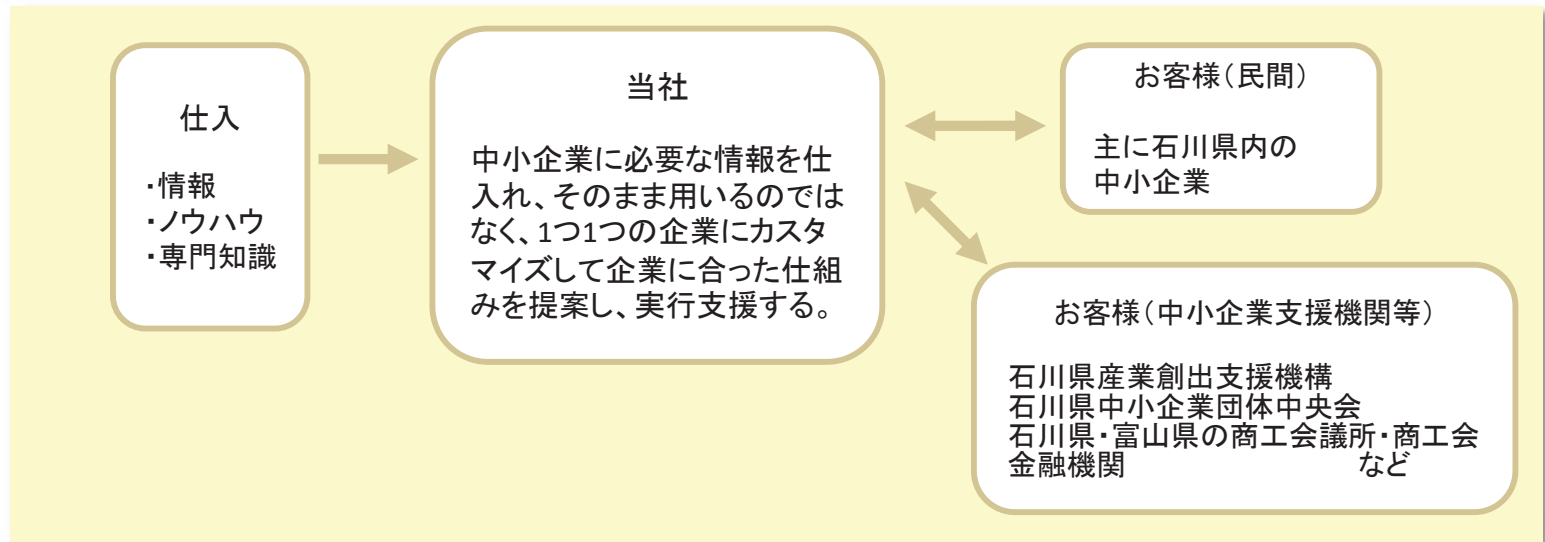 仕入
・情報
・ノウハウ
・専門知識
当社
中小企業に必要な情報を仕
入れ、そのまま用いるのでは
なく、1つ1つの企業にカスタ
マイズして企業に合った仕組
みを提案し、実行支援する。
お客様(民間)
主に石川県内の
中小企業
お客様(中小企業支援機関等)
石川県産業創出支援機構
石川県中小企業団体中央会
石川県・富山県の商工会議所・商工会
金融機関　　　　　　　　など